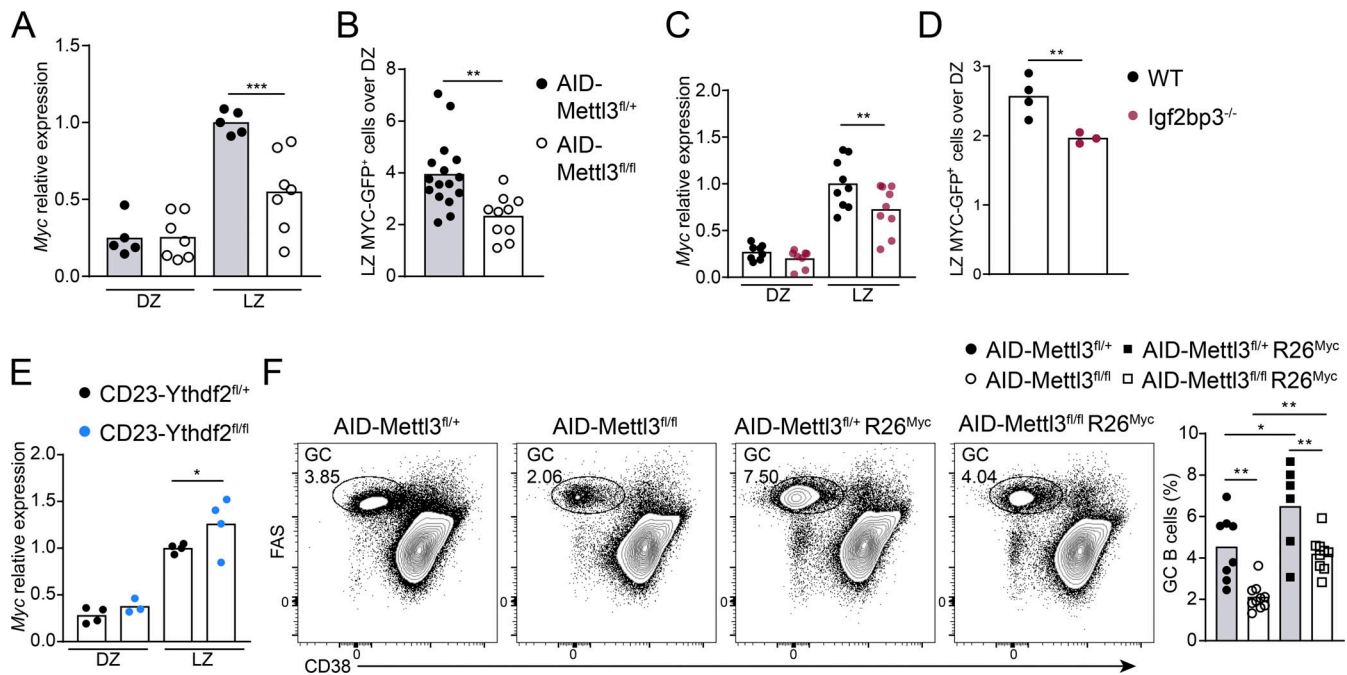 A
Myc relative expression
1.5
1.0
0.5
0.0
***
DZ
LZ
B
LZ MYC-GFP+ cells over DZ
8
6
4
2
0
**
AID-
Mettl3fl/+
AID-
Mettl3fl/fl
C
Myc relative expression
2.0
1.5
1.0
0.5
0.0
**
DZ
LZ
D
LZ MYC-GFP+ cells over DZ
3
2
1
0
**
WT
Igf2bp3-/-
E
CD23-Ythdf2fl/+
CD23-Ythdf2fl/fl
Myc relative expression
2.0
1.5
1.0
0.5
0.0
*
DZ
LZ
F
AID-Mettl3fl/+
AID-Mettl3fl/+ R26Myc
AID-Mettl3fl/fl
AID-Mettl3fl/fl R26Myc
AID-Mettl3fl/+
AID-Mettl3fl/fl
AID-Mettl3fl/+ R26Myc
AID-Mettl3fl/fl R26Myc
GC
3.85
GC
2.06
GC
7.50
GC
4.04
FAS
0
0
0
0
0
0
0
0
CD38
GC B cells (%)
10
8
6
4
2
0
**
*
**
**